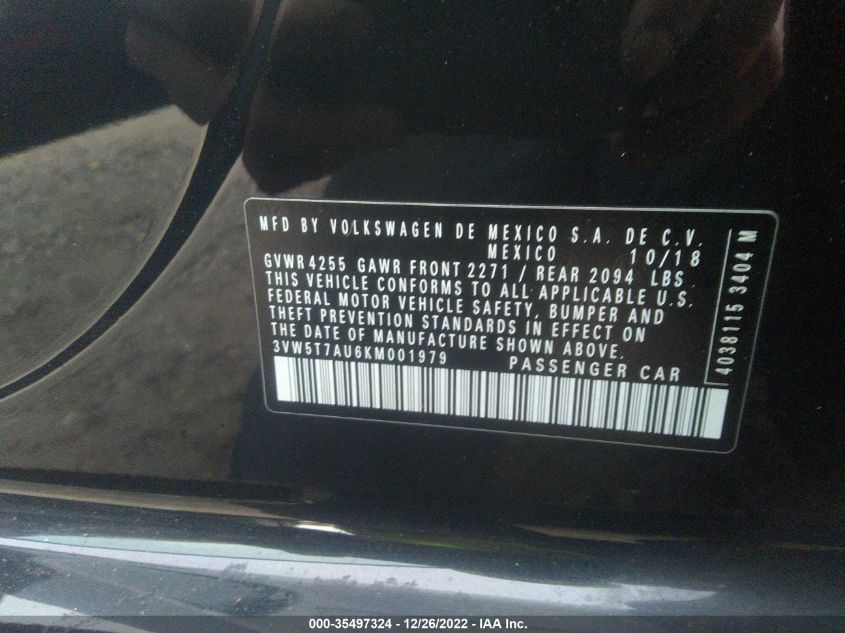 MFD BY VOLKSWAGEN DE MEXICO S.A. DE C.V.
MEXICO 10/18
GVWR 4255 GAWR FRONT 2271 / REAR 2094 LBS
THIS VEHICLE CONFORMS TO ALL APPLICABLE U.S.
FEDERAL MOTOR VEHICLE SAFETY, BUMPER AND
THEFT PREVENTION STANDARDS IN EFFECT ON
THE DATE OF MANUFACTURE SHOWN ABOVE.
3VW5T7AU6KM001979 PASSENGER CAR
4038115 3404 M
000-35497324 - 12/26/2022 - IAA Inc.